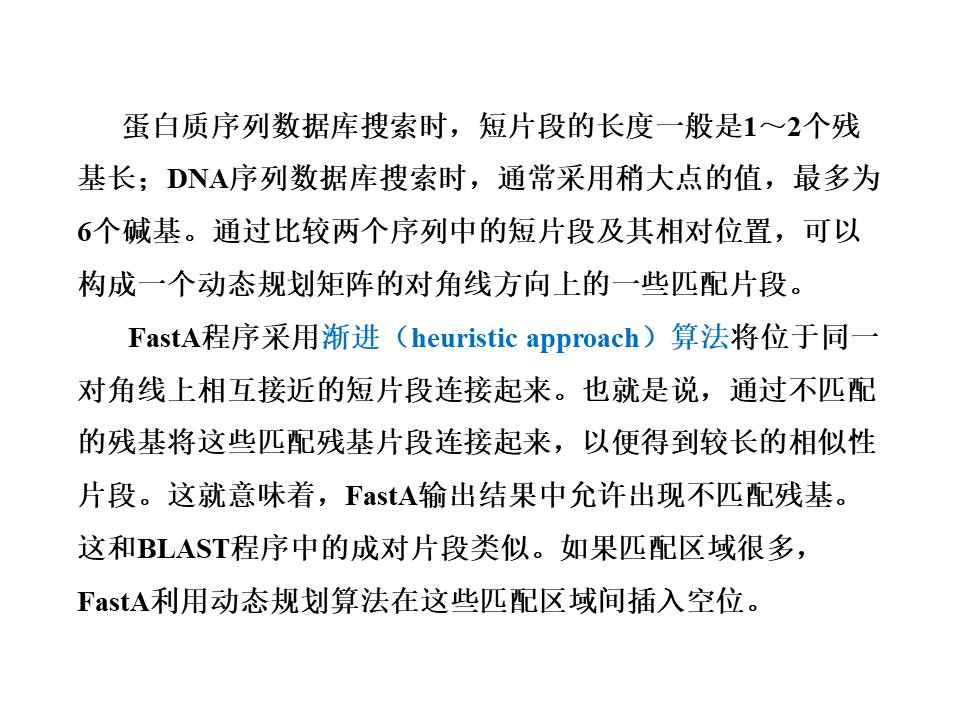 蛋白质序列数据库搜索时，短片段的长度一般是1～2个残
基长；DNA序列数据库搜索时，通常采用稍大点的值，最多为
6个碱基。通过比较两个序列中的短片段及其相对位置，可以
构成一个动态规划矩阵的对角线方向上的一些匹配片段。
FastA程序采用渐进（heuristic approach）算法将位于同一
对角线上相互接近的短片段连接起来。也就是说，通过不匹配
的残基将这些匹配残基片段连接起来，以便得到较长的相似性
片段。这就意味着，FastA输出结果中允许出现不匹配残基。
这和BLAST程序中的成对片段类似。如果匹配区域很多，
FastA利用动态规划算法在这些匹配区域间插入空位。